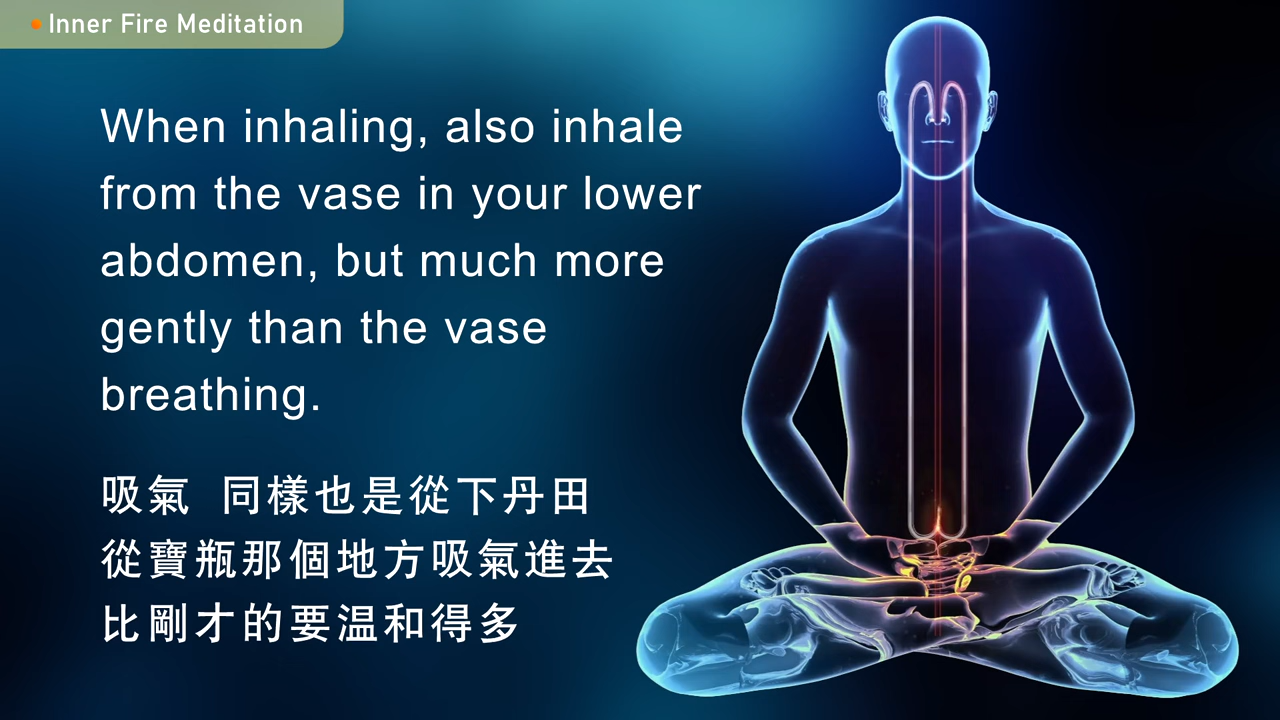 Inner Fire Meditation
When inhaling, also inhale
from the vase in your lower
abdomen, but much more
gently than the vase
breathing.
吸氣 同樣也是從下丹田
從寶瓶那個地方吸氣進去
比剛才的要温和得多